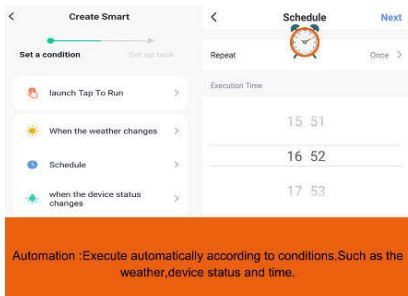 Create Smart
Set a condition
Set up task
launch Tap To Run
When the weather changes
Schedule
when the device status
changes
Schedule
Next
Repeat
Once
Execution Time
15 51
16 52
17 53
Automation :Execute automatically according to conditions.Such as the
weather,device status and time.